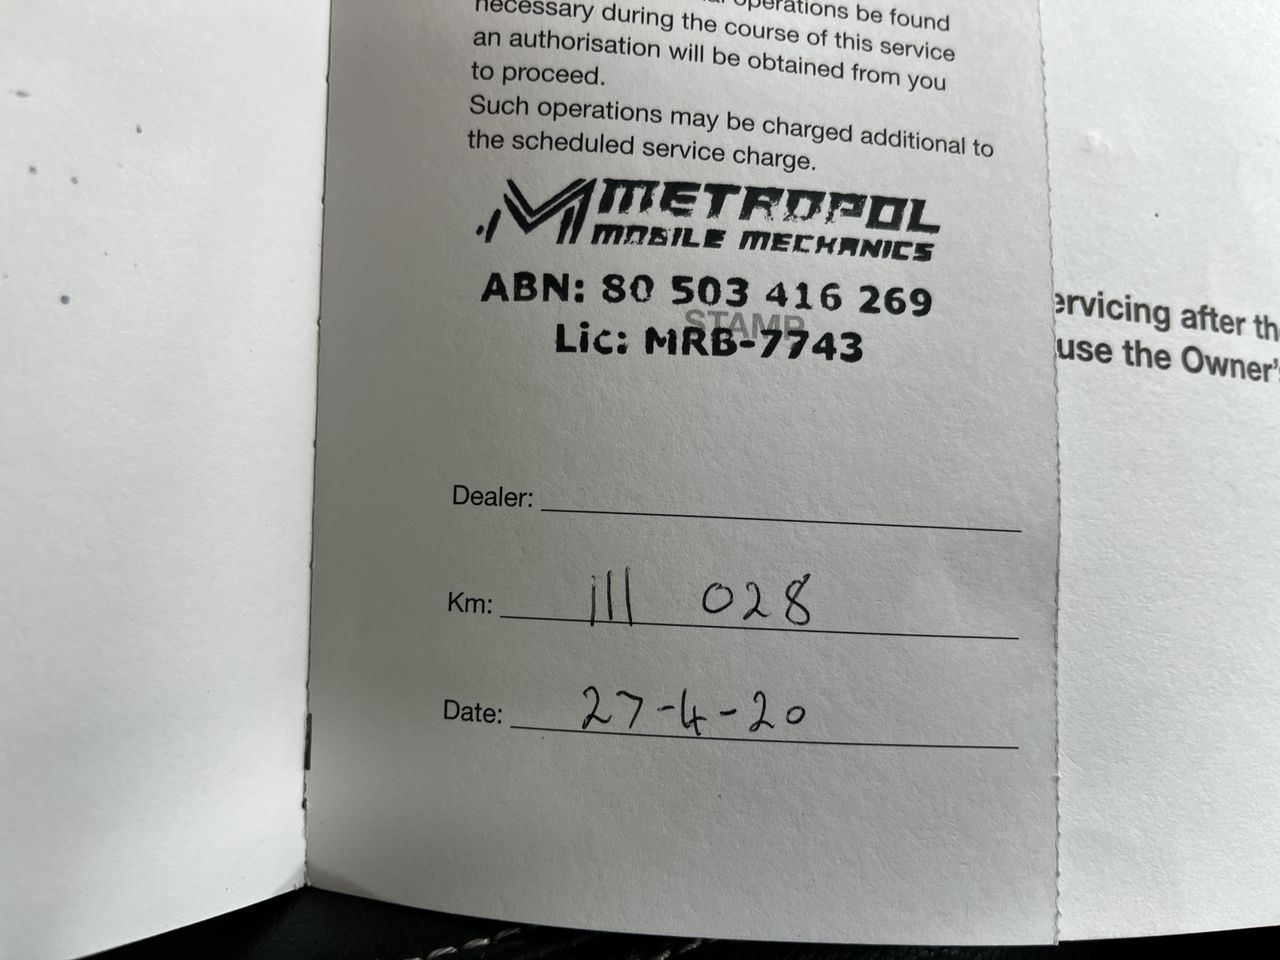 operations be found
necessary during the course of this service
an authorisation will be obtained from you
to proceed.
Such operations may be charged additional to
the scheduled service charge.
METROPOL
MOBILE MECHANICS
ABN: 80 503 416 269
STAMP
Lic: MRB-7743
Dealer:
Km: 111 028
Date: 27-4-20
ervicing after th
use the Owner's